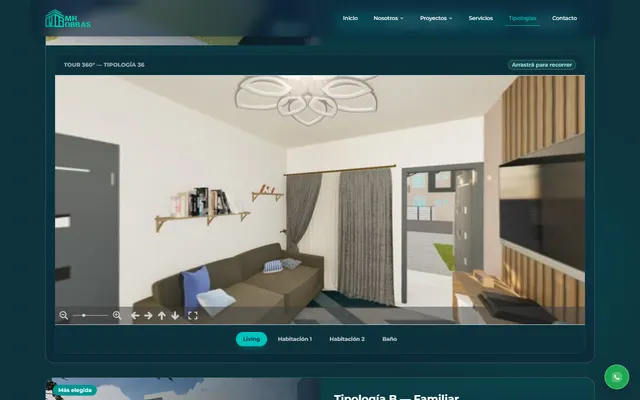 MR
OBRAS
Inicio
Nosotros
Proyectos
Servicios
Tipologías
Contacto
TOUR 360° — TIPOLOGÍA 36
Arrastrá para recorrer
Living
Habitación 1
Habitación 2
Baño
Más elegida
Tipología B — Familiar